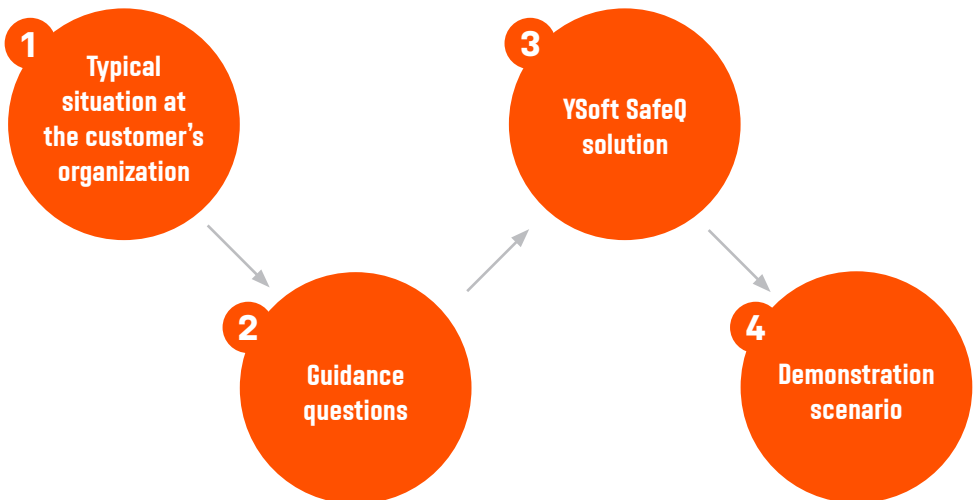 1
Typical
situation at
the customer's
organization
2
Guidance
questions
3
YSoft SafeQ
solution
4
Demonstration
scenario